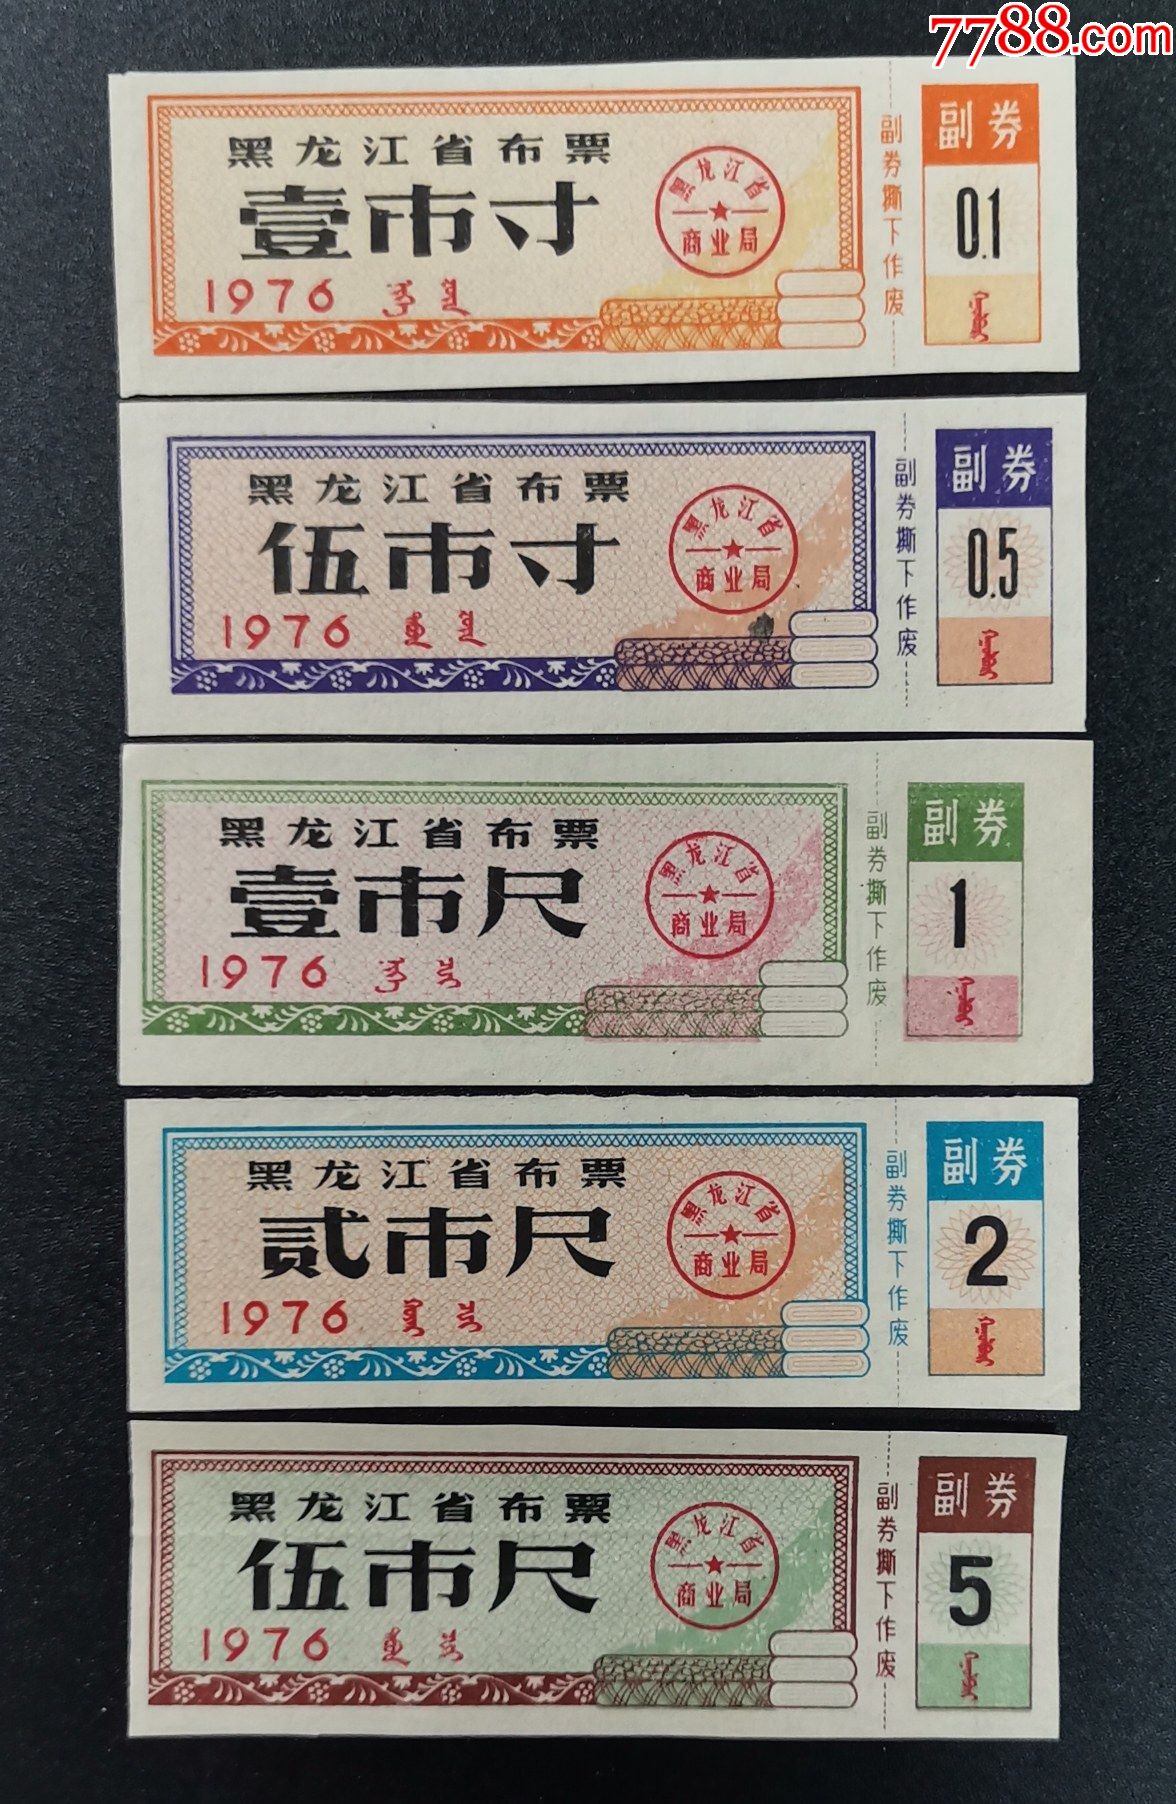 7788.com
黑龙江省布票
壹市寸
1976
黑龙江省
商业局
副券撕下作废
副券
0.1
黑龙江省布票
伍市寸
1976
黑龙江省
商业局
副券撕下作废
副券
0.5
黑龙江省布票
壹市尺
1976
黑龙江省
商业局
副券撕下作废
副券
1
黑龙江省布票
贰市尺
1976
黑龙江省
商业局
副券撕下作废
副券
2
黑龙江省布票
伍市尺
1976
黑龙江省
商业局
副券撕下作废
副券
5